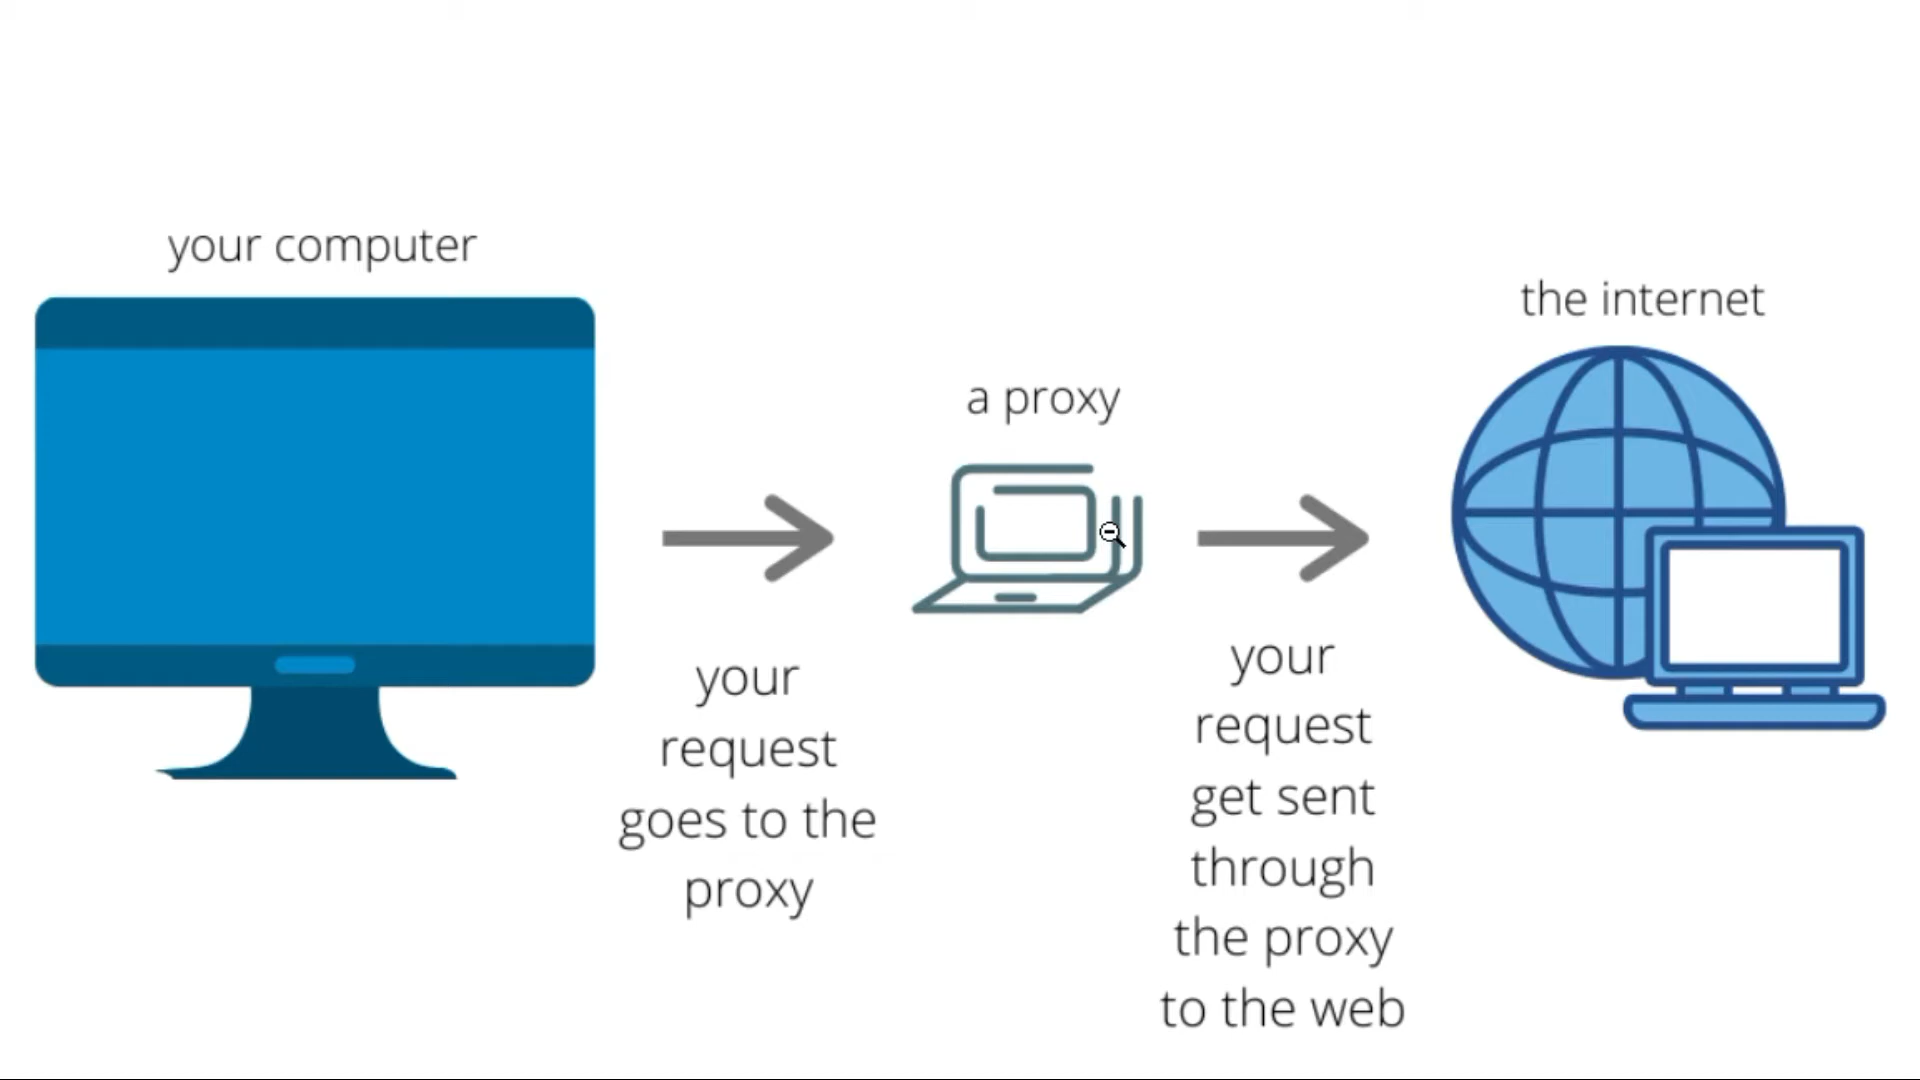 your computer
the internet
a proxy
your
request
goes to the
proxy
your
request
get sent
through
the proxy
to the web